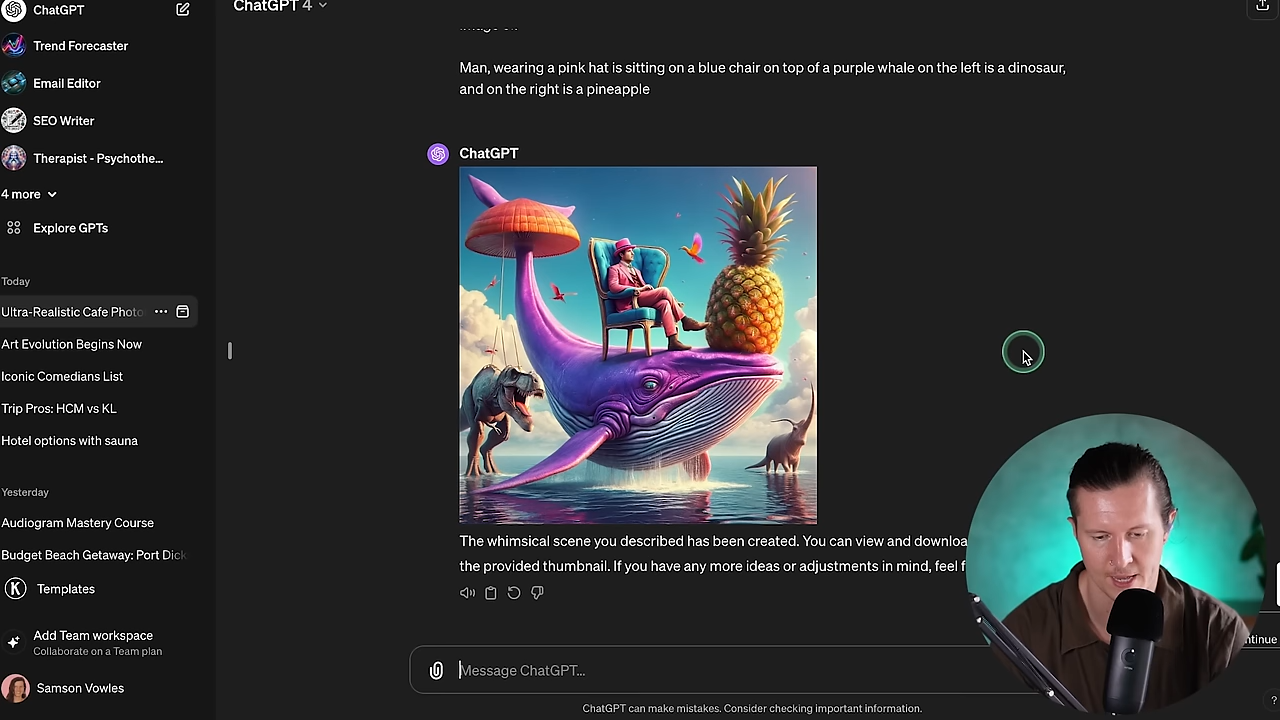 ChatGPT
Trend Forecaster
Email Editor
SEO Writer
Therapist - Psychothe...
4 more
Explore GPTs
Today
Ultra-Realistic Cafe Photo
Art Evolution Begins Now
Iconic Comedians List
Trip Pros: HCM vs KL
Hotel options with sauna
Yesterday
Audiogram Mastery Course
Budget Beach Getaway: Port Dick
Templates
Add Team workspace
Collaborate on a Team plan
Samson Vowles
ChatGPT 4
Man, wearing a pink hat is sitting on a blue chair on top of a purple whale on the left is a dinosaur,
and on the right is a pineapple
ChatGPT
The whimsical scene you described has been created. You can view and downloa
the provided thumbnail. If you have any more ideas or adjustments in mind, feel f
Message ChatGPT...
ntinue
ChatGPT can make mistakes. Consider checking important information.
?